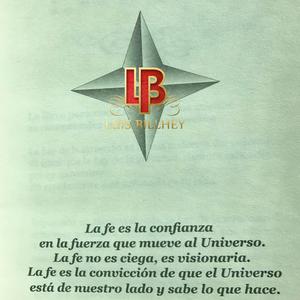 LB
LUIS BILCHEY
La fe es la confianza
en la fuerza que mueve al Universo.
La fe no es ciega, es visionaria.
La fe es la convicción de que el Universo
está de nuestro lado y sabe lo que hace.